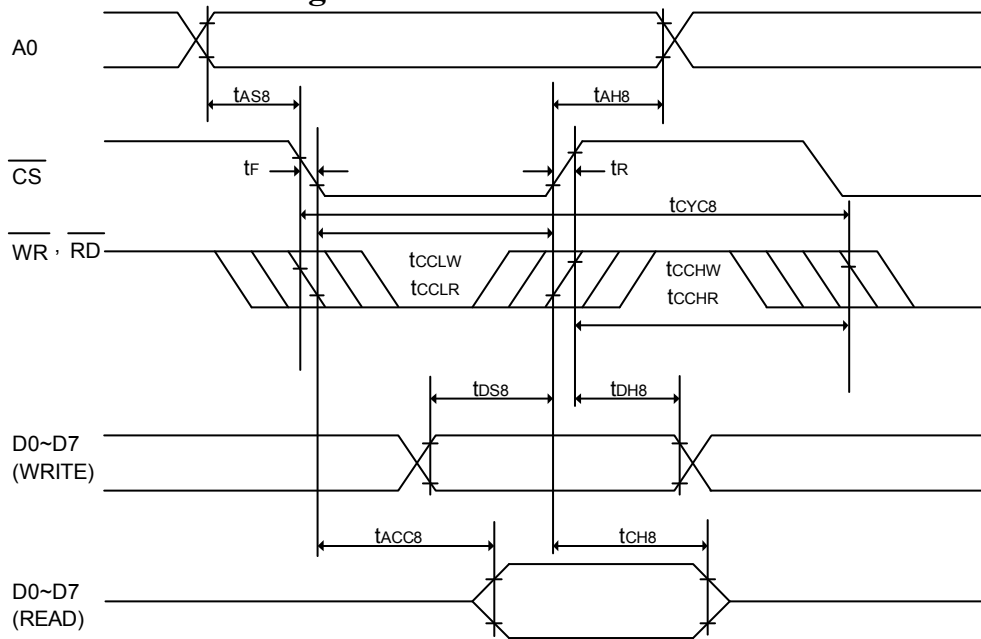 A0
tAS8
tAH8
CS
tF
tR
tCYC8
WR , RD
tCCLW
tCCLR
tCCHW
tCCHR
tDS8
tDH8
D0~D7
(WRITE)
tACC8
tCH8
D0~D7
(READ)